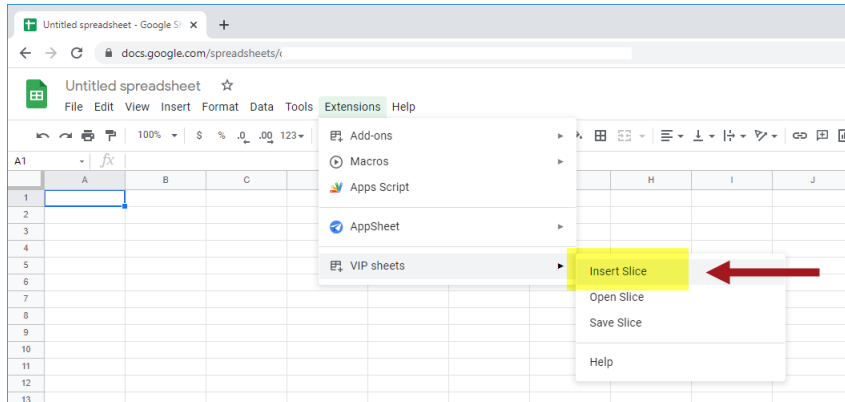 Untitled spreadsheet - Google Sh
docs.google.com/spreadsheets/
Untitled spreadsheet
File Edit View Insert Format Data Tools Extensions Help
100% $ % .0 .00 123
A1 fx
A B C H I J
Add-ons
Macros
Apps Script
AppSheet
VIP sheets
Insert Slice
Open Slice
Save Slice
Help
1
2
3
4
5
6
7
8
9
10
11
12
13